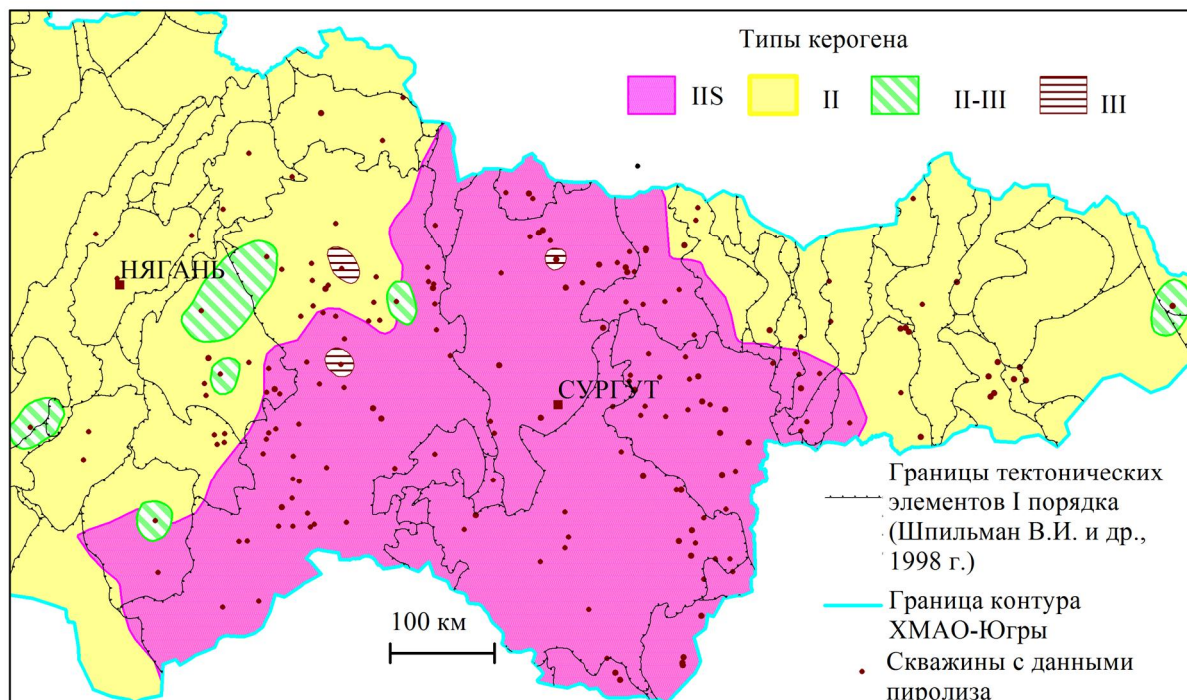 Типы керогена
IIS
II
II-III
III
НЯГАНЬ
СУРГУТ
Границы тектонических
элементов I порядка
(Шпильман В.И. и др.,
1998 г.)
100 км
Граница контура
ХМАО-Югры
Скважины с данными
пиролиза